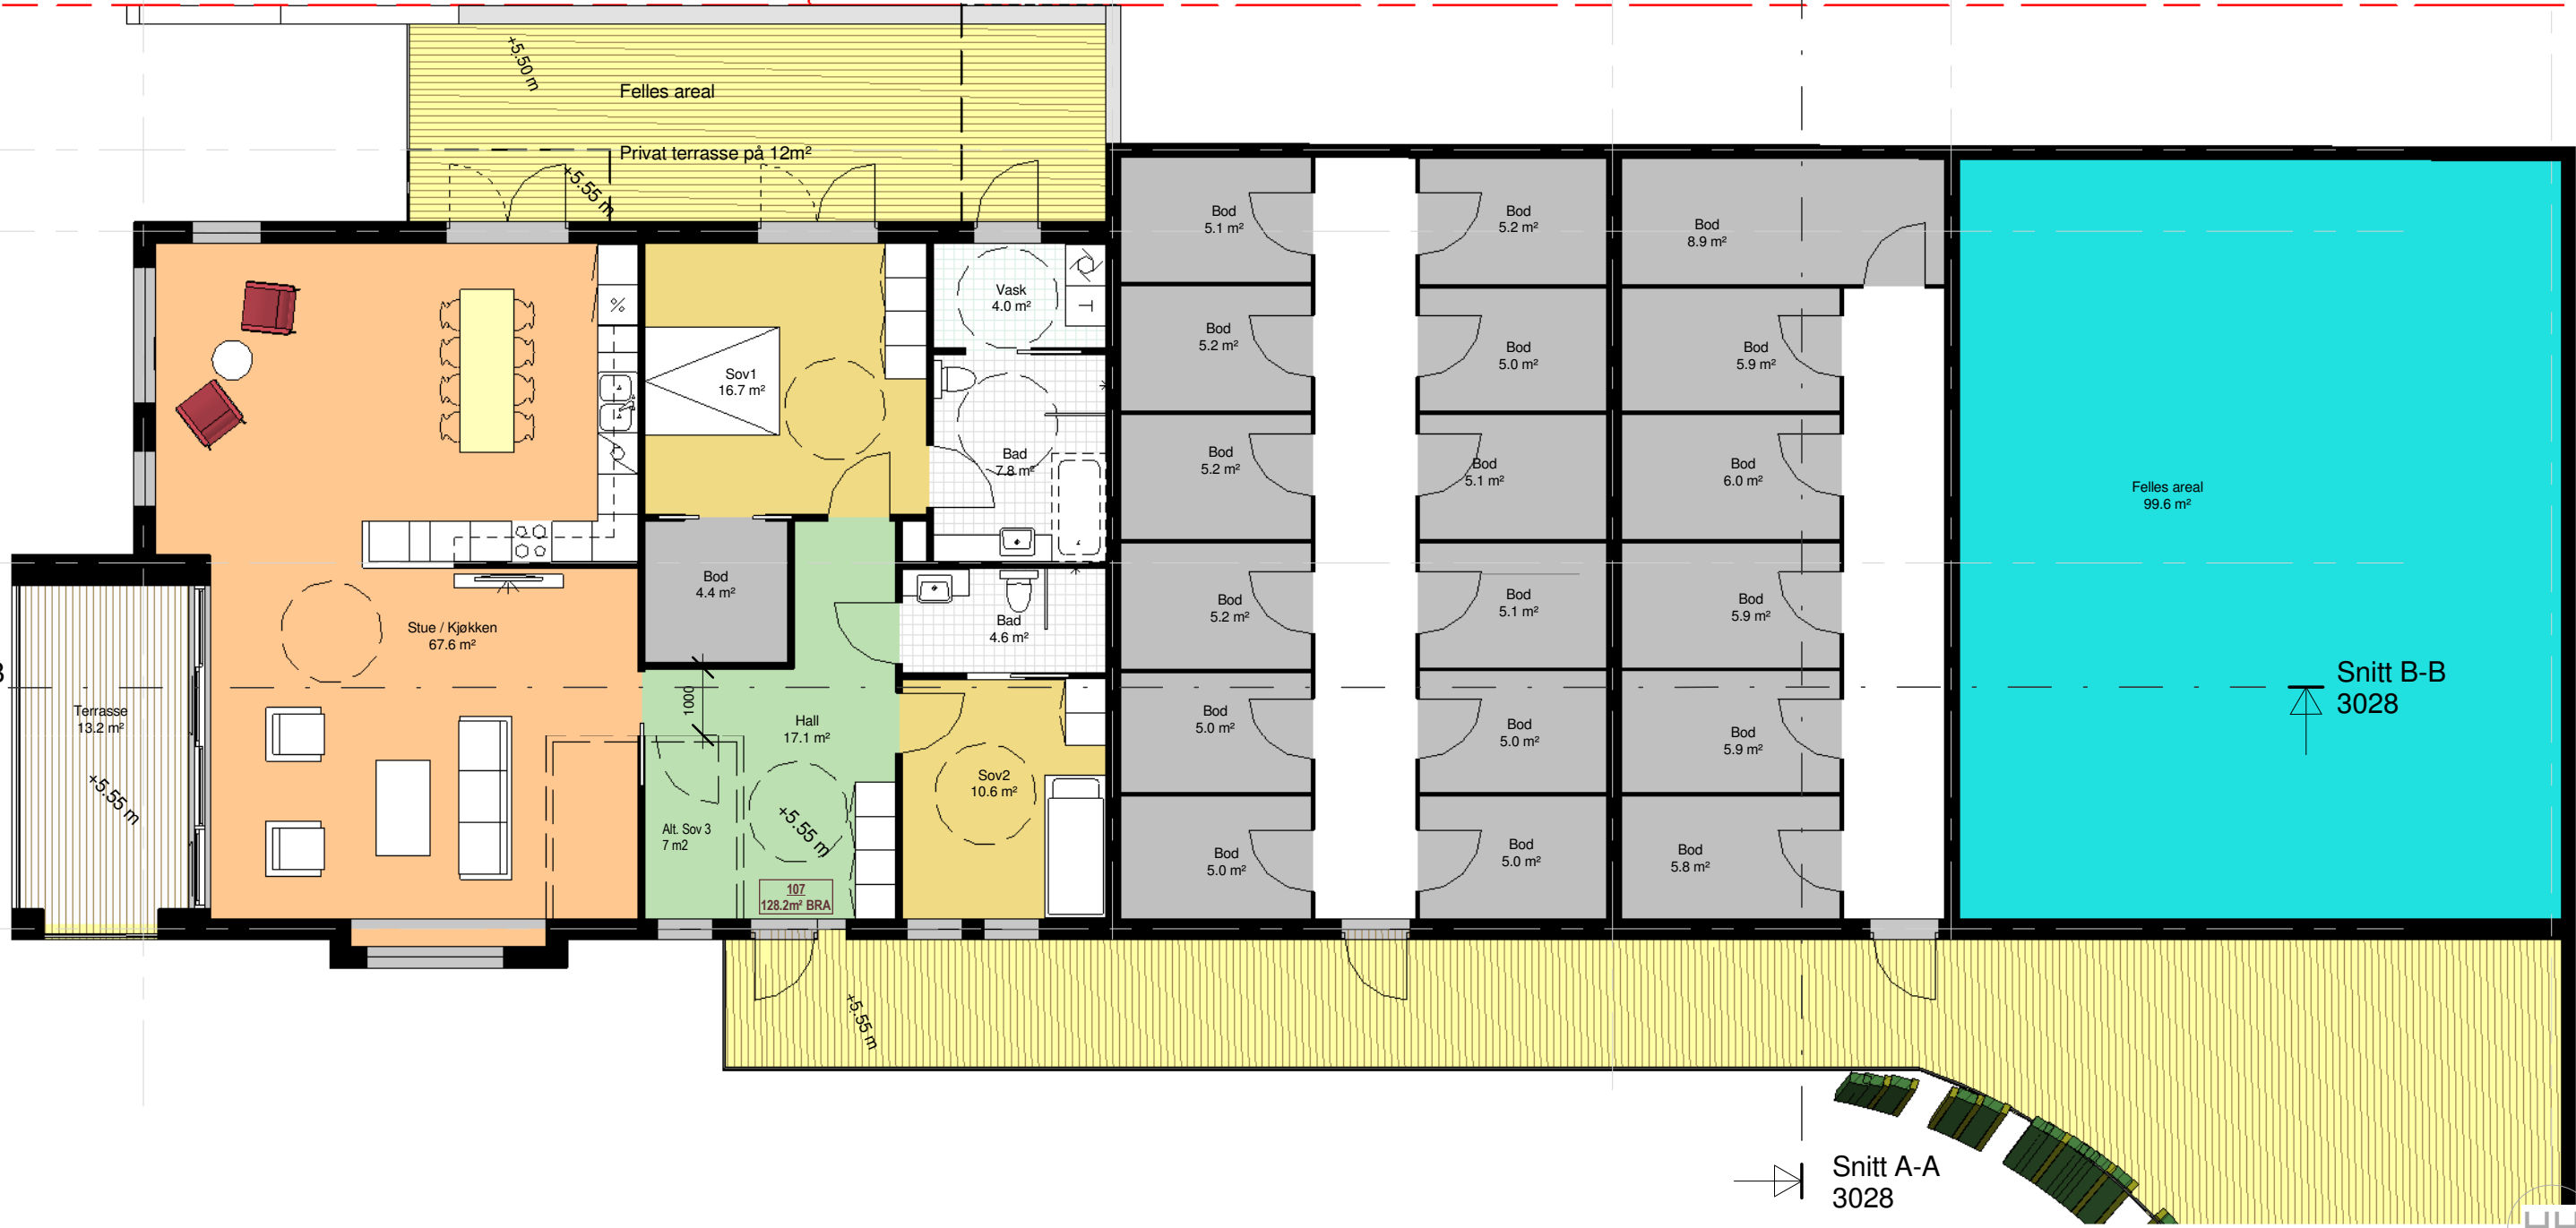 +5.50 m
Felles areal
Privat terrasse på 12m²
+5.55 m
Bod
5.1 m²
Bod
5.2 m²
Bod
8.9 m²
Vask
4.0 m²
T
%
Sov1
16.7 m²
Bod
5.2 m²
Bod
5.0 m²
Bod
5.9 m²
Bad
7.8 m²
Bod
5.2 m²
Bod
5.1 m²
Bod
6.0 m²
Felles areal
99.6 m²
Bod
4.4 m²
Stue / Kjøkken
67.6 m²
Bad
4.6 m²
Bod
5.2 m²
Bod
5.1 m²
Bod
5.9 m²
Snitt B-B
3028
Terrasse
13.2 m²
+5.55 m
1000
Hall
17.1 m²
Bod
5.0 m²
Bod
5.0 m²
Bod
5.9 m²
Sov2
10.6 m²
Alt. Sov 3
7 m2
+5.55 m
107
128.2m² BRA
Bod
5.0 m²
Bod
5.0 m²
Bod
5.8 m²
+5.55 m
Snitt A-A
3028